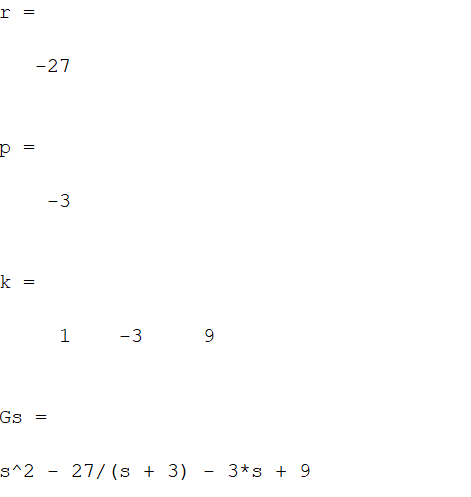 r =
-27
p =
-3
k =
1 -3 9
Gs =
s^2 - 27/(s + 3) - 3*s + 9